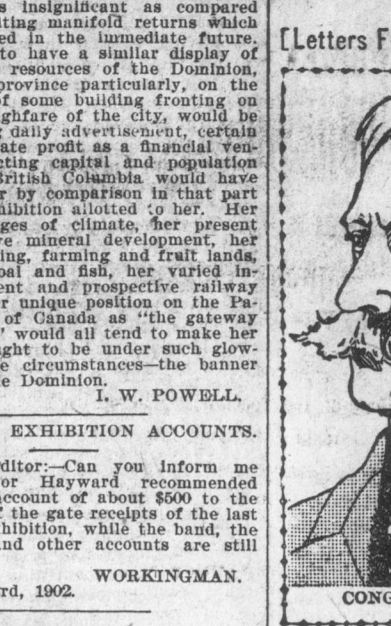 s insignificant as compared
iting manifold returns which
ed in the immediate future.
to have a similar display of
resources of the Dominion,
province particularly, on the
of some building fronting on
ghfare of the city, would be
g daily advertisement, certain
ate profit as a financial ven-
cting capital and population
British Columbia would have
r by comparison in that part
hibition allotted to her. Her
ges of climate, her present
ve mineral development, her
ing, farming and fruit lands,
oal and fish, her varied in-
ent and prospective railway
r unique position on the Pa-
of Canada as "the gateway
" would all tend to make her
ght to be under such glow-
e circumstances—the banner
e Dominion.
I. W. POWELL.
EXHIBITION ACCOUNTS.
ditor:—Can you inform me
or Hayward recommended
ccount of about $500 to the
f the gate receipts of the last
hibition, while the band, the
and other accounts are still
WORKINGMAN.
rd, 1902.
[Letters F
CONG